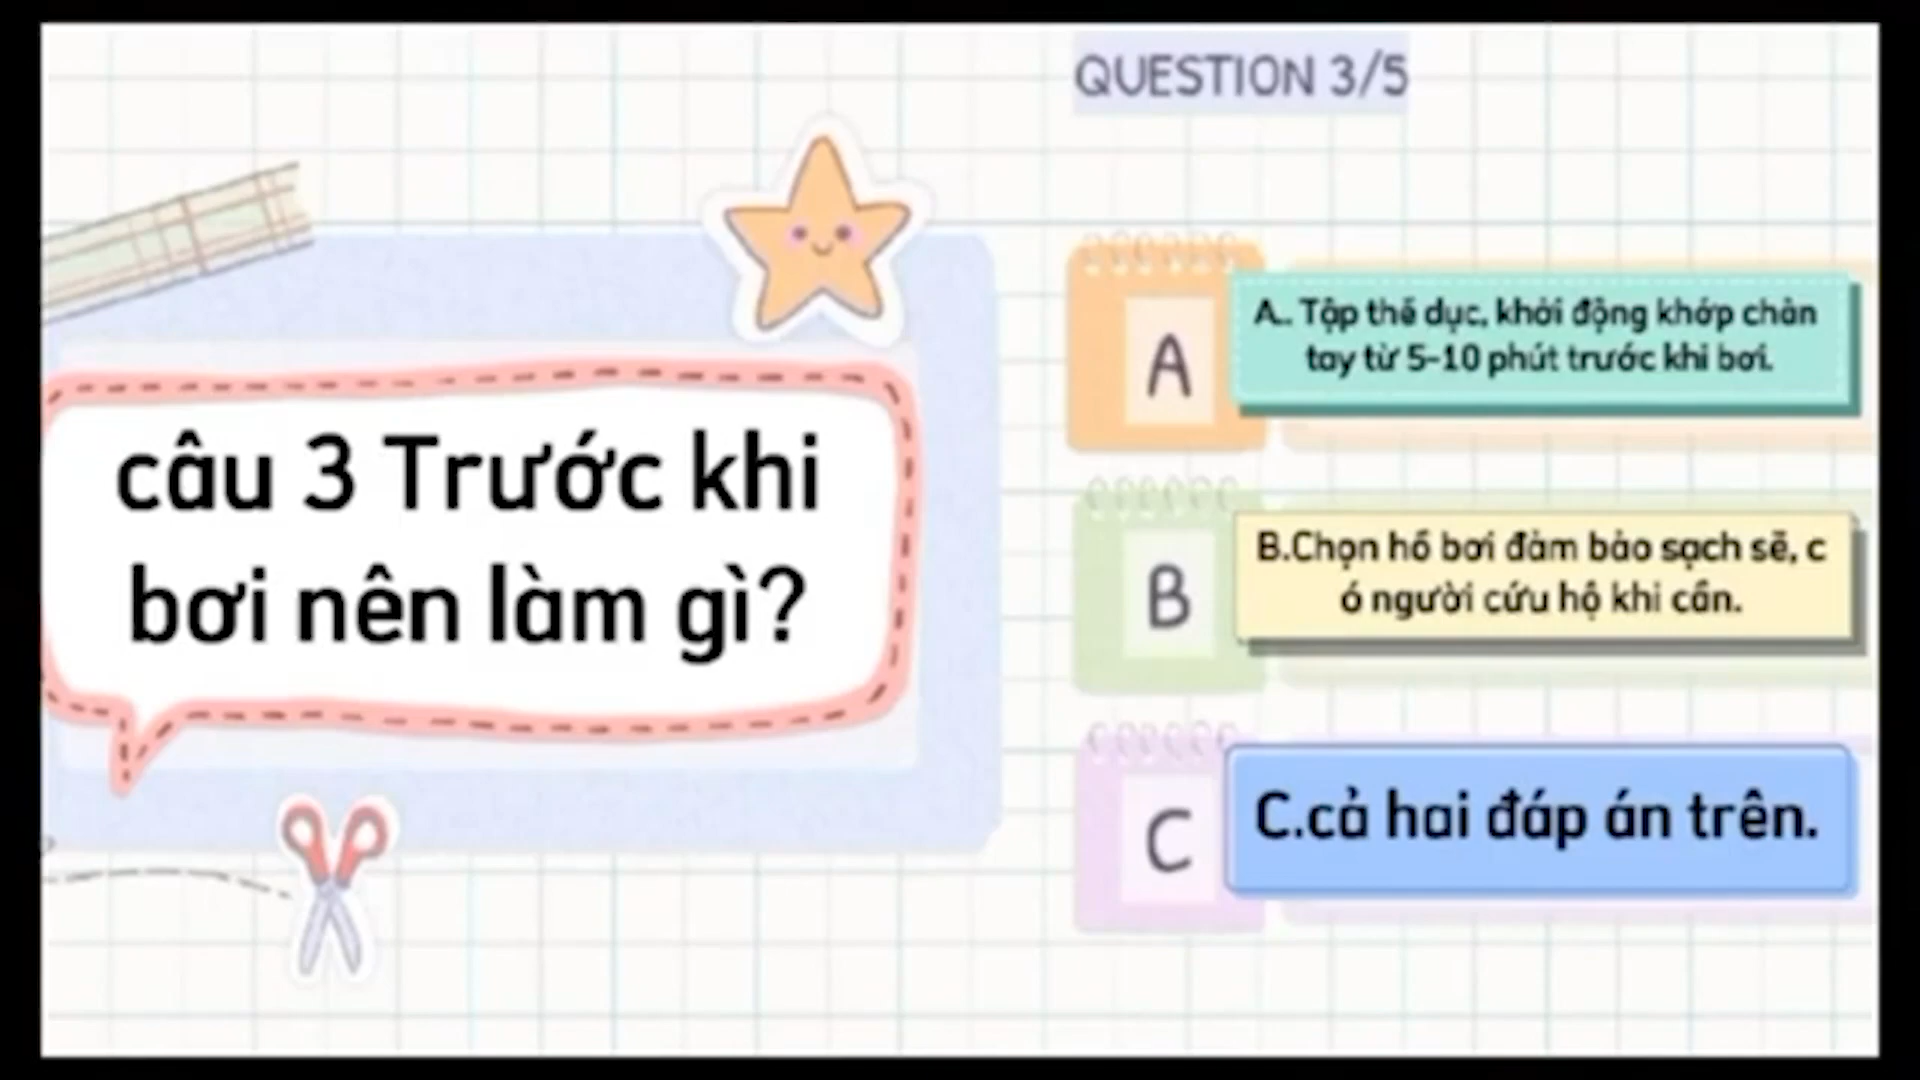 QUESTION 3/5
câu 3 Trước khi
bơi nên làm gì?
A
A.. Tập thể dục, khởi động khớp chân
tay từ 5-10 phút trước khi bơi.
B
B.Chọn hồ bơi đảm bảo sạch sẽ, c
ó người cứu hộ khi cần.
C
C.cả hai đáp án trên.